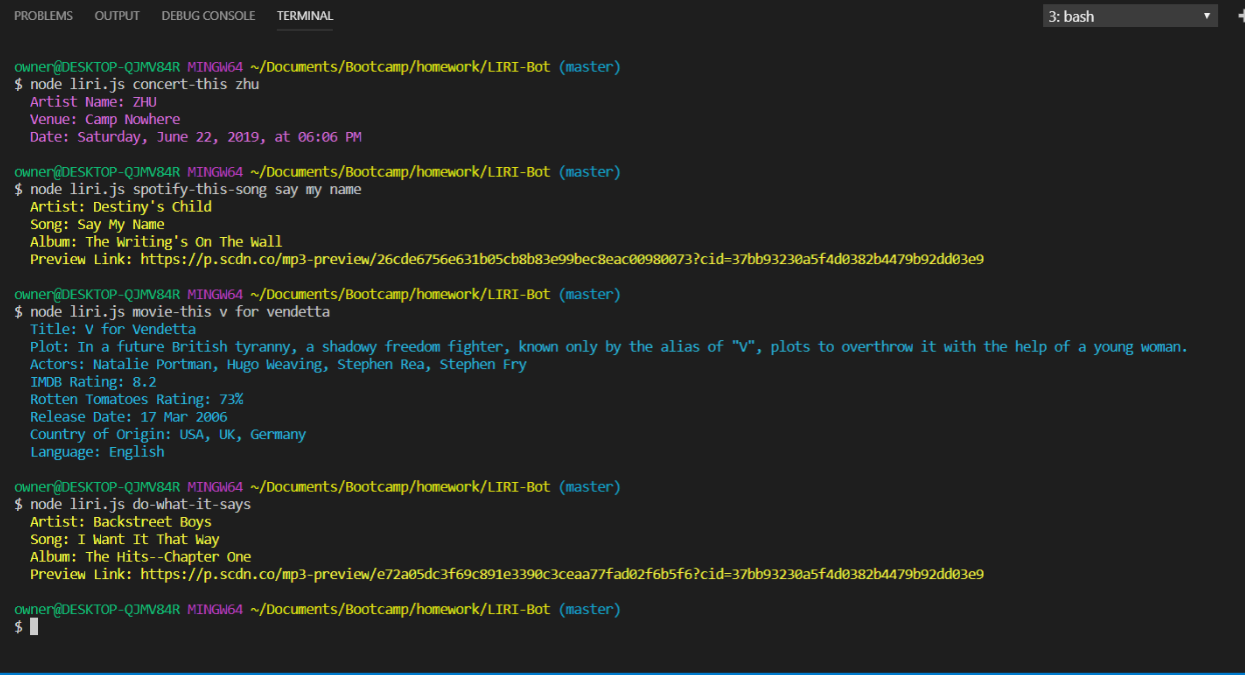 PROBLEMS OUTPUT DEBUG CONSOLE TERMINAL 3: bash
owner@DESKTOP-QJMV84R MINGW64 ~/Documents/Bootcamp/homework/LIRI-Bot (master)
$ node liri.js concert-this zhu
Artist Name: ZHU
Venue: Camp Nowhere
Date: Saturday, June 22, 2019, at 06:06 PM
owner@DESKTOP-QJMV84R MINGW64 ~/Documents/Bootcamp/homework/LIRI-Bot (master)
$ node liri.js spotify-this-song say my name
Artist: Destiny's Child
Song: Say My Name
Album: The Writing's On The Wall
Preview Link: https://p.scdn.co/mp3-preview/26cde6756e631b05cb8b83e99bec8eac00980073?cid=37bb93230a5f4d0382b4479b92dd03e9
owner@DESKTOP-QJMV84R MINGW64 ~/Documents/Bootcamp/homework/LIRI-Bot (master)
$ node liri.js movie-this v for vendetta
Title: V for Vendetta
Plot: In a future British tyranny, a shadowy freedom fighter, known only by the alias of "V", plots to overthrow it with the help of a young woman.
Actors: Natalie Portman, Hugo Weaving, Stephen Rea, Stephen Fry
IMDB Rating: 8.2
Rotten Tomatoes Rating: 73%
Release Date: 17 Mar 2006
Country of Origin: USA, UK, Germany
Language: English
owner@DESKTOP-QJMV84R MINGW64 ~/Documents/Bootcamp/homework/LIRI-Bot (master)
$ node liri.js do-what-it-says
Artist: Backstreet Boys
Song: I Want It That Way
Album: The Hits--Chapter One
Preview Link: https://p.scdn.co/mp3-preview/e72a05dc3f69c891e3390c3ceaa77fad02f6b5f6?cid=37bb93230a5f4d0382b4479b92dd03e9
owner@DESKTOP-QJMV84R MINGW64 ~/Documents/Bootcamp/homework/LIRI-Bot (master)
$